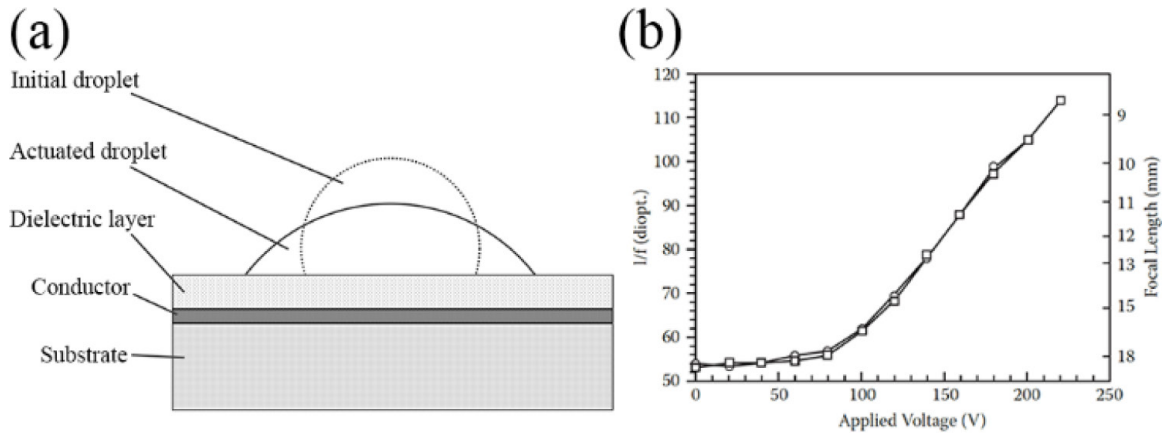 (a)
Initial droplet
Actuated droplet
Dielectric layer
Conductor
Substrate
(b)
120
110
100
90
80
70
60
50
l/f (diopt.)
0
50
100
150
200
250
Applied Voltage (V)
9
10
11
12
13
15
18
Focal Length (mm)